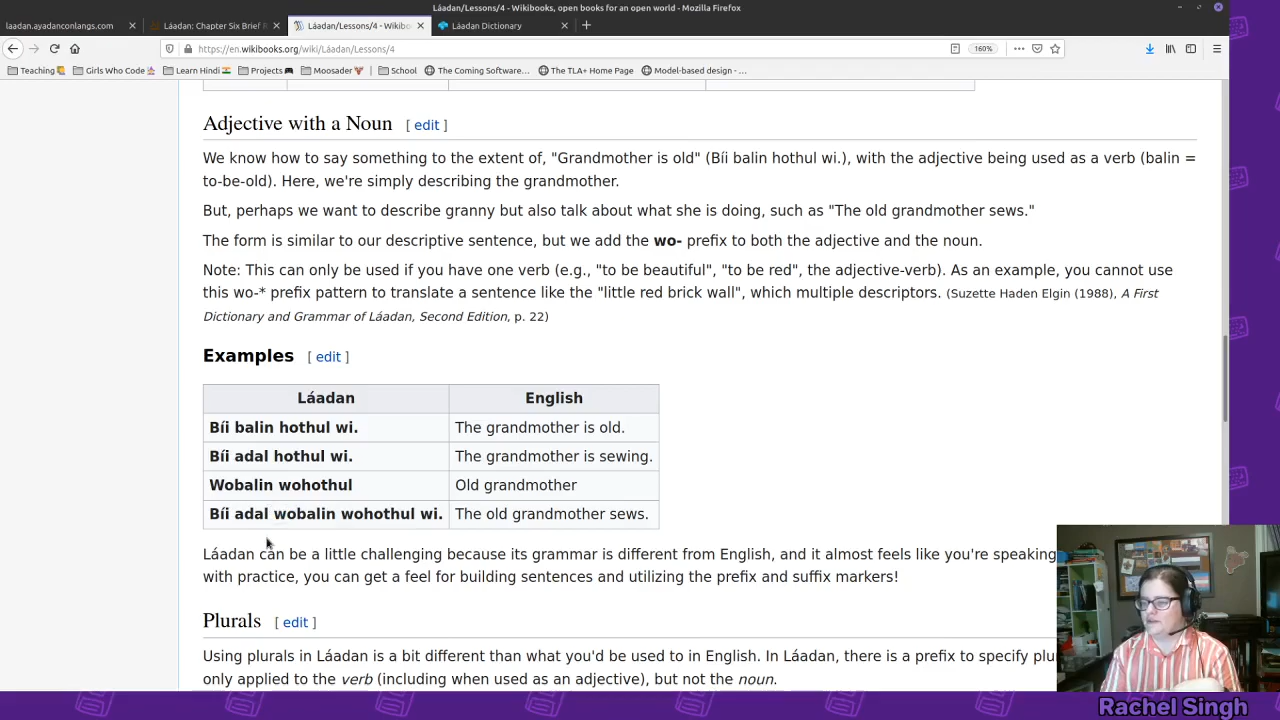 Láadan/Lessons/4 - Wikibooks, open books for an open world - Mozilla Firefox
laadan.ayadanconlangs.com
Láadan: Chapter Six Brief
Láadan/Lessons/4 - Wikibo
Láadan Dictionary
https://en.wikibooks.org/wiki/Láadan/Lessons/4
160%
Teaching
Girls Who Code
Learn Hindi
Projects
Moosader
School
The Coming Software...
The TLA+ Home Page
Model-based design - ...
Adjective with a Noun [ edit ]
We know how to say something to the extent of, "Grandmother is old" (Bíi balin hothul wi.), with the adjective being used as a verb (balin =
to-be-old). Here, we're simply describing the grandmother.
But, perhaps we want to describe granny but also talk about what she is doing, such as "The old grandmother sews."
The form is similar to our descriptive sentence, but we add the wo- prefix to both the adjective and the noun.
Note: This can only be used if you have one verb (e.g., "to be beautiful", "to be red", the adjective-verb). As an example, you cannot use
this wo-* prefix pattern to translate a sentence like the "little red brick wall", which multiple descriptors. (Suzette Haden Elgin (1988), A First
Dictionary and Grammar of Láadan, Second Edition, p. 22)
Examples [ edit ]
Láadan English
Bíi balin hothul wi. The grandmother is old.
Bíi adal hothul wi. The grandmother is sewing.
Wobalin wohothul Old grandmother
Bíi adal wobalin wohothul wi. The old grandmother sews.
Láadan can be a little challenging because its grammar is different from English, and it almost feels like you're speaking
with practice, you can get a feel for building sentences and utilizing the prefix and suffix markers!
Plurals [ edit ]
Using plurals in Láadan is a bit different than what you'd be used to in English. In Láadan, there is a prefix to specify plu
only applied to the verb (including when used as an adjective), but not the noun.
Rachel Singh